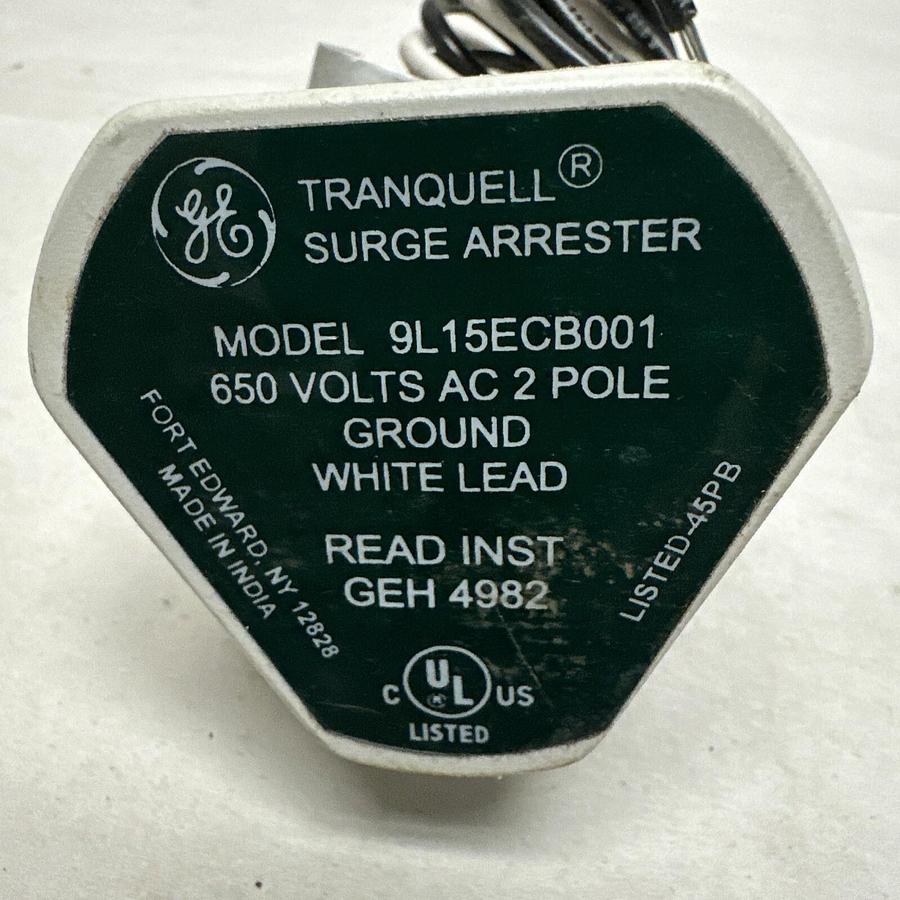 GE
TRANQUELL®
SURGE ARRESTER
MODEL 9L15ECB001
650 VOLTS AC 2 POLE
GROUND
WHITE LEAD
READ INST
GEH 4982
FORT EDWARD, NY 12828
MADE IN INDIA
LISTED-45PB
C UL® US
LISTED